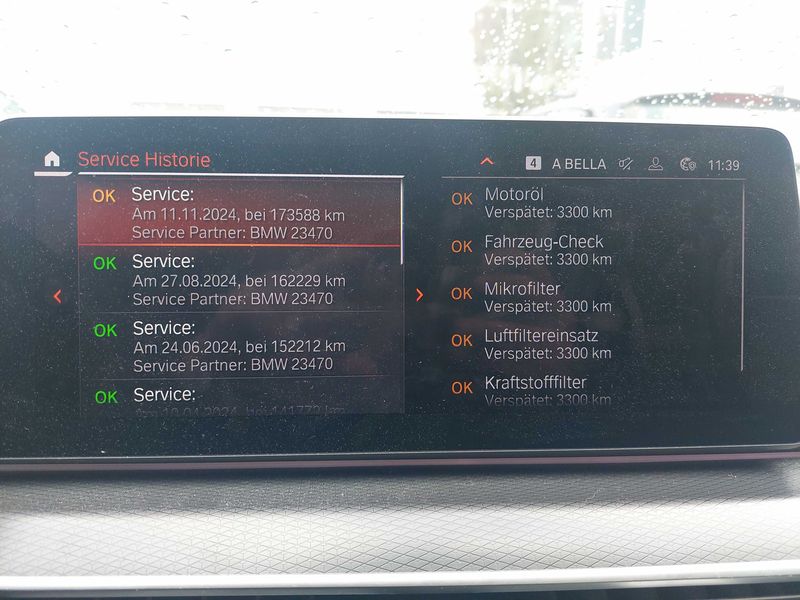 Service Historie
4 A BELLA 11:39
OK Service:
Am 11.11.2024, bei 173588 km
Service Partner: BMW 23470
OK Service:
Am 27.08.2024, bei 162229 km
Service Partner: BMW 23470
OK Service:
Am 24.06.2024, bei 152212 km
Service Partner: BMW 23470
OK Service:
OK Motoröl
Verspätet: 3300 km
OK Fahrzeug-Check
Verspätet: 3300 km
OK Mikrofilter
Verspätet: 3300 km
OK Luftfiltereinsatz
Verspätet: 3300 km
OK Kraftstofffilter
Verspätet: 3300 km